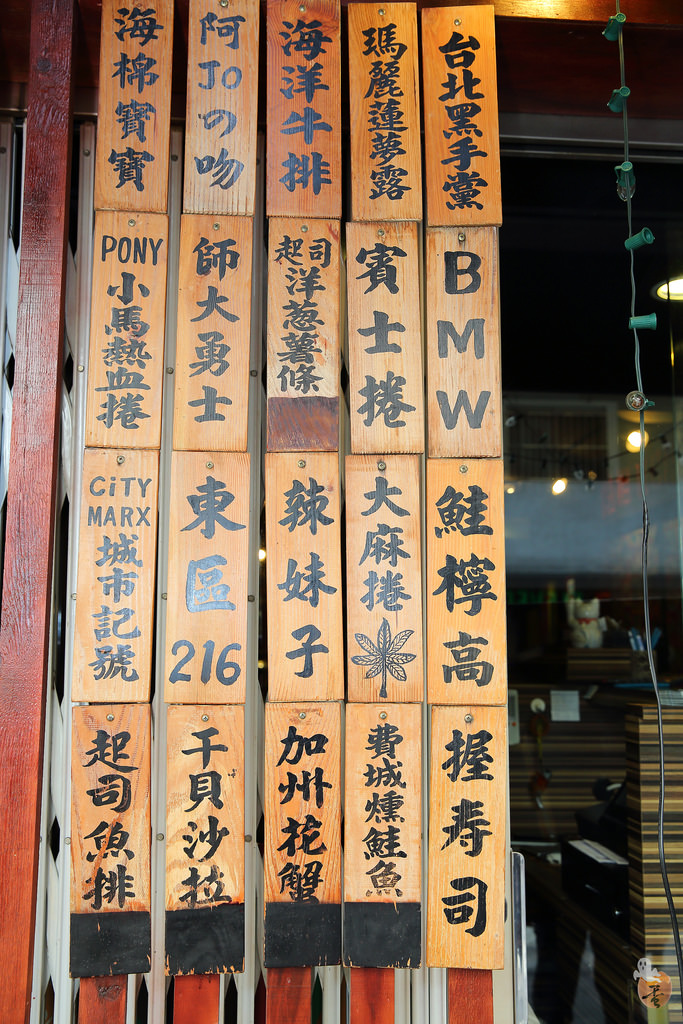 台北黑手黨
瑪麗蓮夢露
海洋牛排
阿JOの吻
海棉寶寶
BMW
賓士捲
起司洋蔥薯條
師大勇士
PONY
小馬熱血捲
鮭檸高
大麻捲
辣妹子
東區216
CiTY
MARX
城市記號
握寿司
費城燻鮭魚
加州花蟹
干貝沙拉
起司魚排